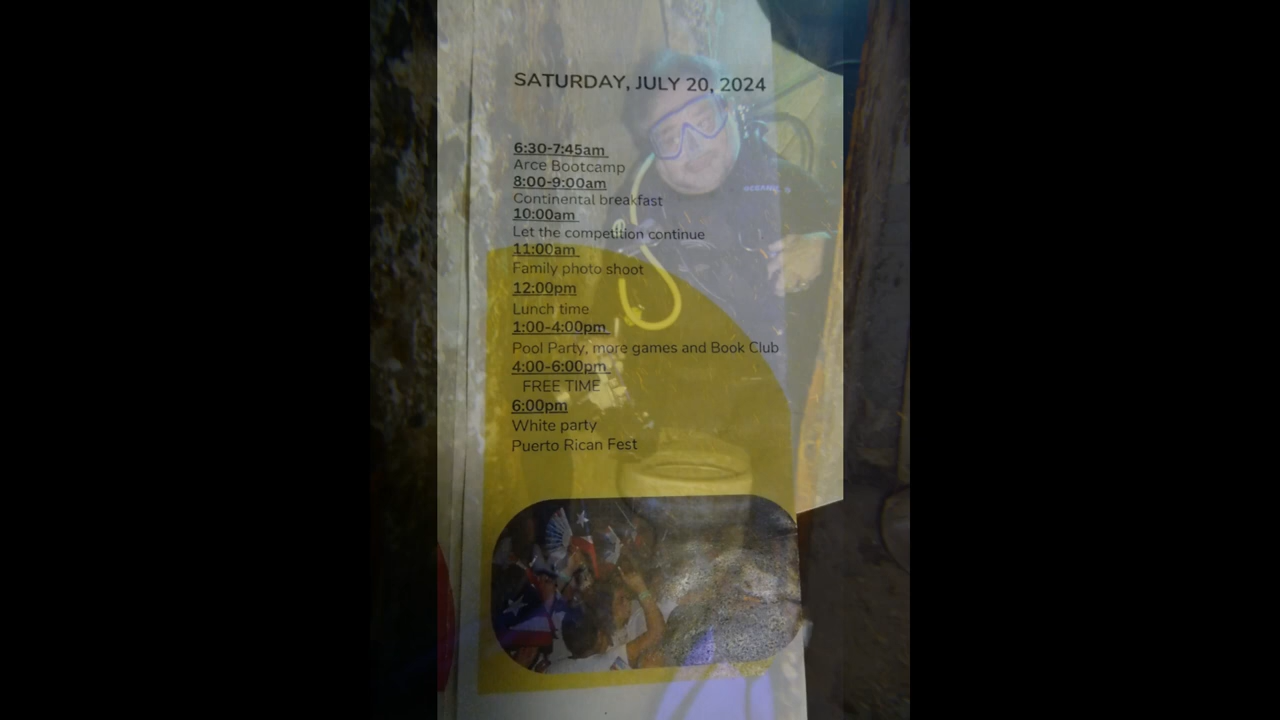 SATURDAY, JULY 20, 2024
6:30-7:45am
Arce Bootcamp
8:00-9:00am
Continental breakfast
10:00am
Let the competition continue
11:00am
Family photo shoot
12:00pm
Lunch time
1:00-4:00pm
Pool Party, more games and Book Club
4:00-6:00pm
FREE TIME
6:00pm
White party
Puerto Rican Fest